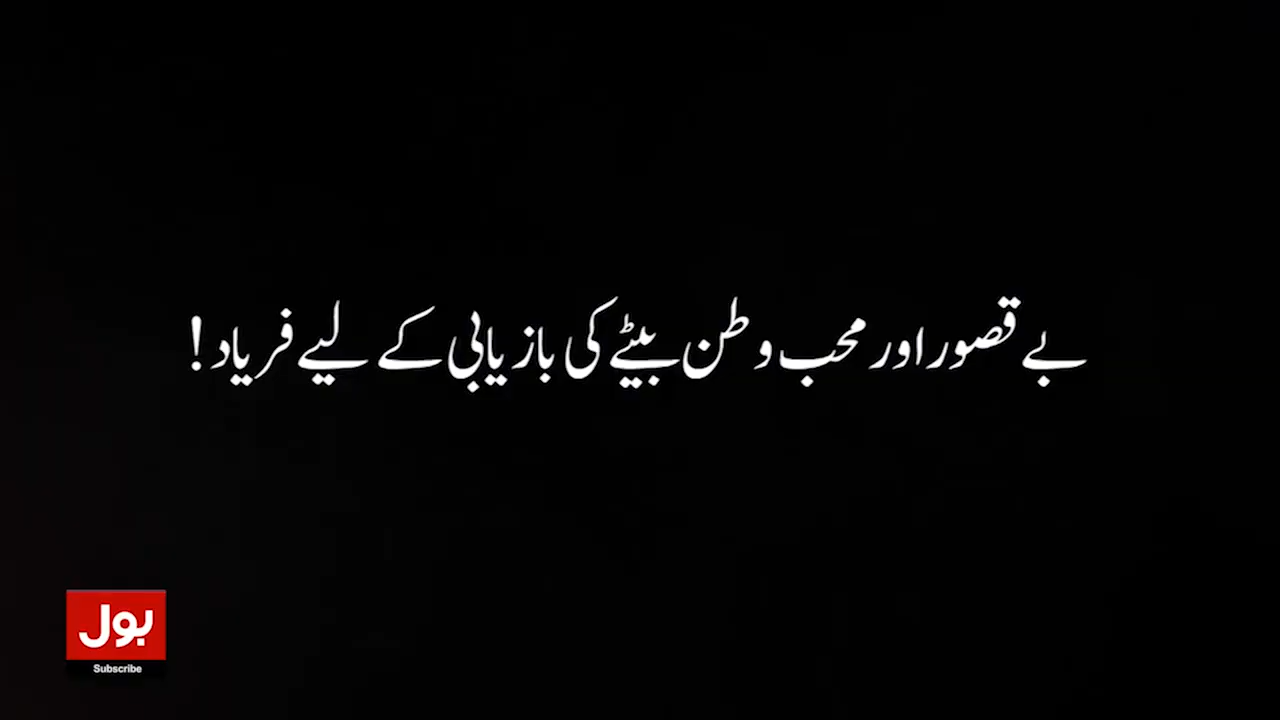 بے قصور اور محب وطن بیٹے کی بازیابی کے لیے فریاد!
بول
Subscribe